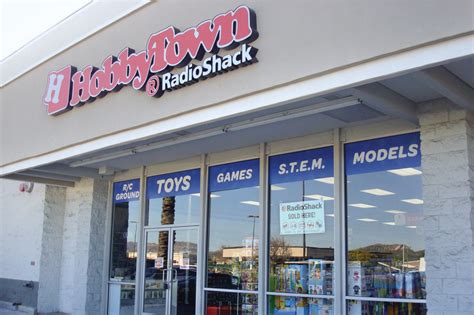 H HobbyTown
R RadioShack
R/C
GROUND
TOYS
GAMES
S.T.E.M.
MODELS
R RadioShack
SOLD HERE!